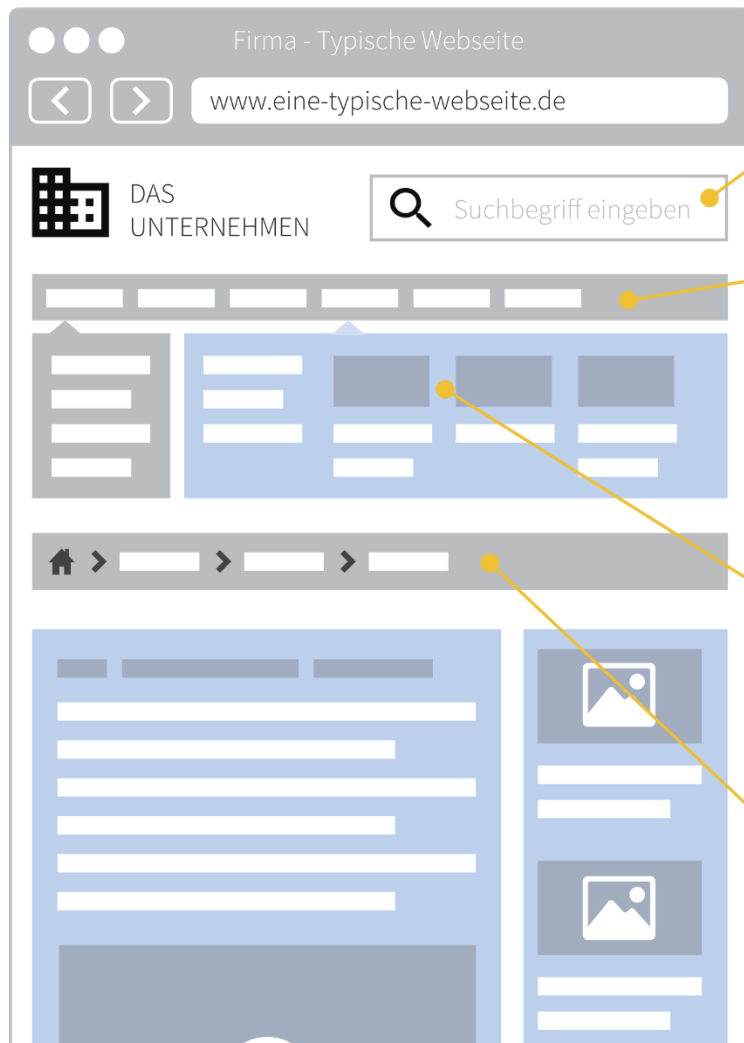 Firma - Typische Webseite
www.eine-typische-webseite.de
DAS
UNTERNEHMEN
Suchbegriff eingeben